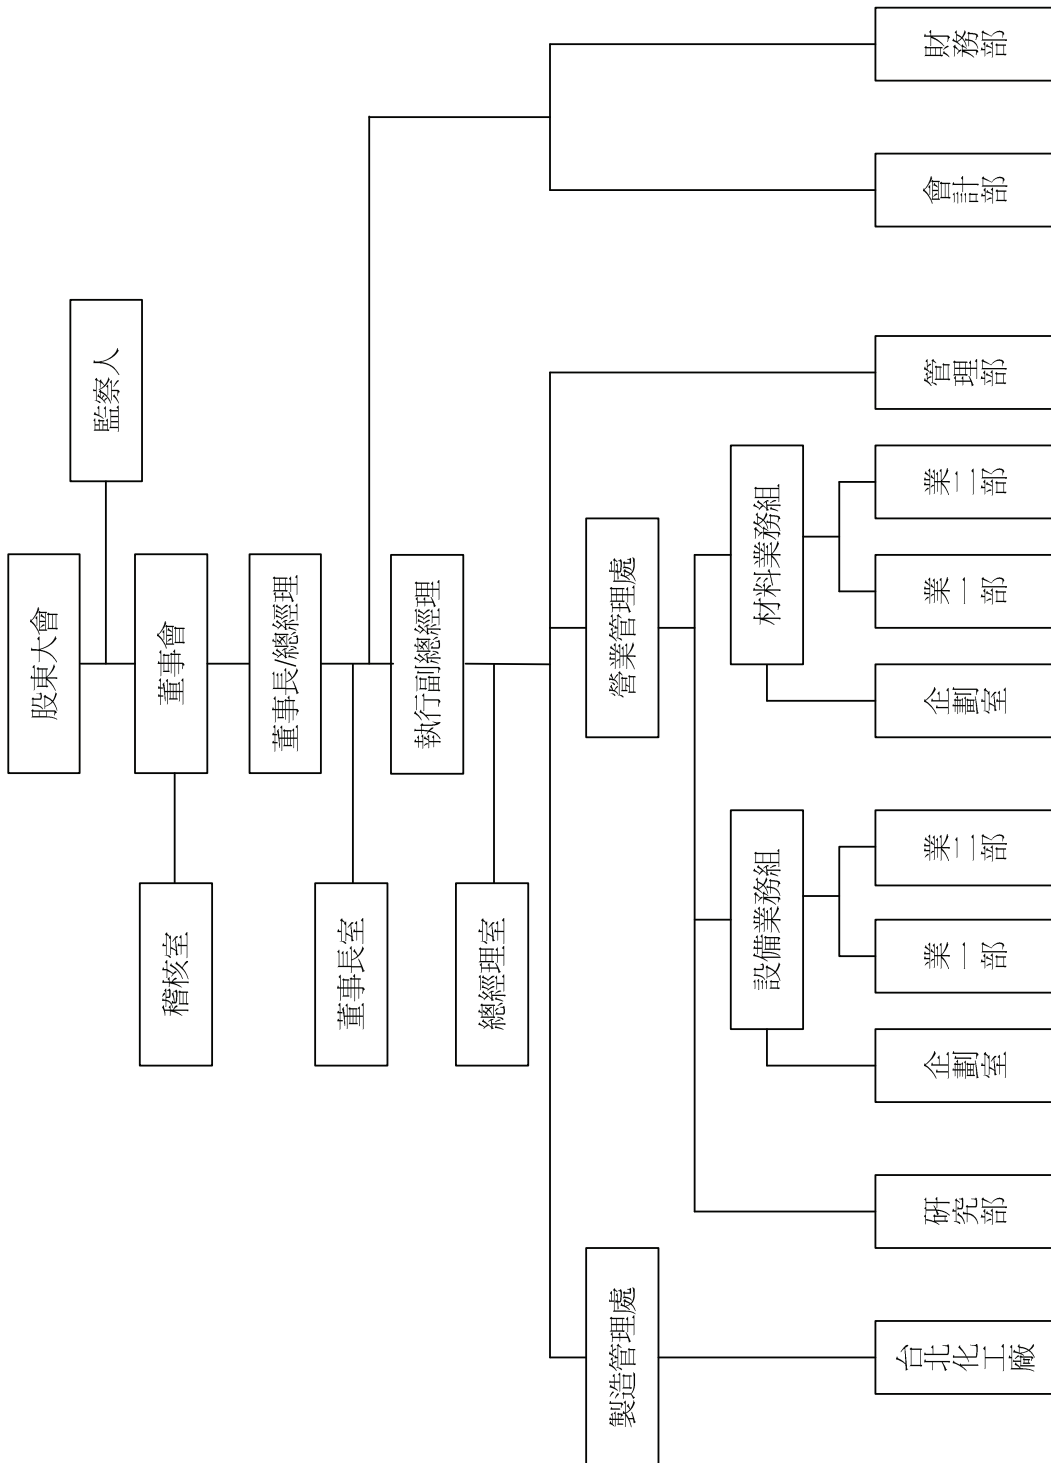 股東大會
監察人
董事會
稽核室
董事長/總經理
董事長室
執行副總經理
總經理室
製造管理處
營業管理處
設備業務組
材料業務組
台北化工廠
研究部
企劃室
業一部
業二部
企劃室
業一部
業二部
管理部
會計部
財務部